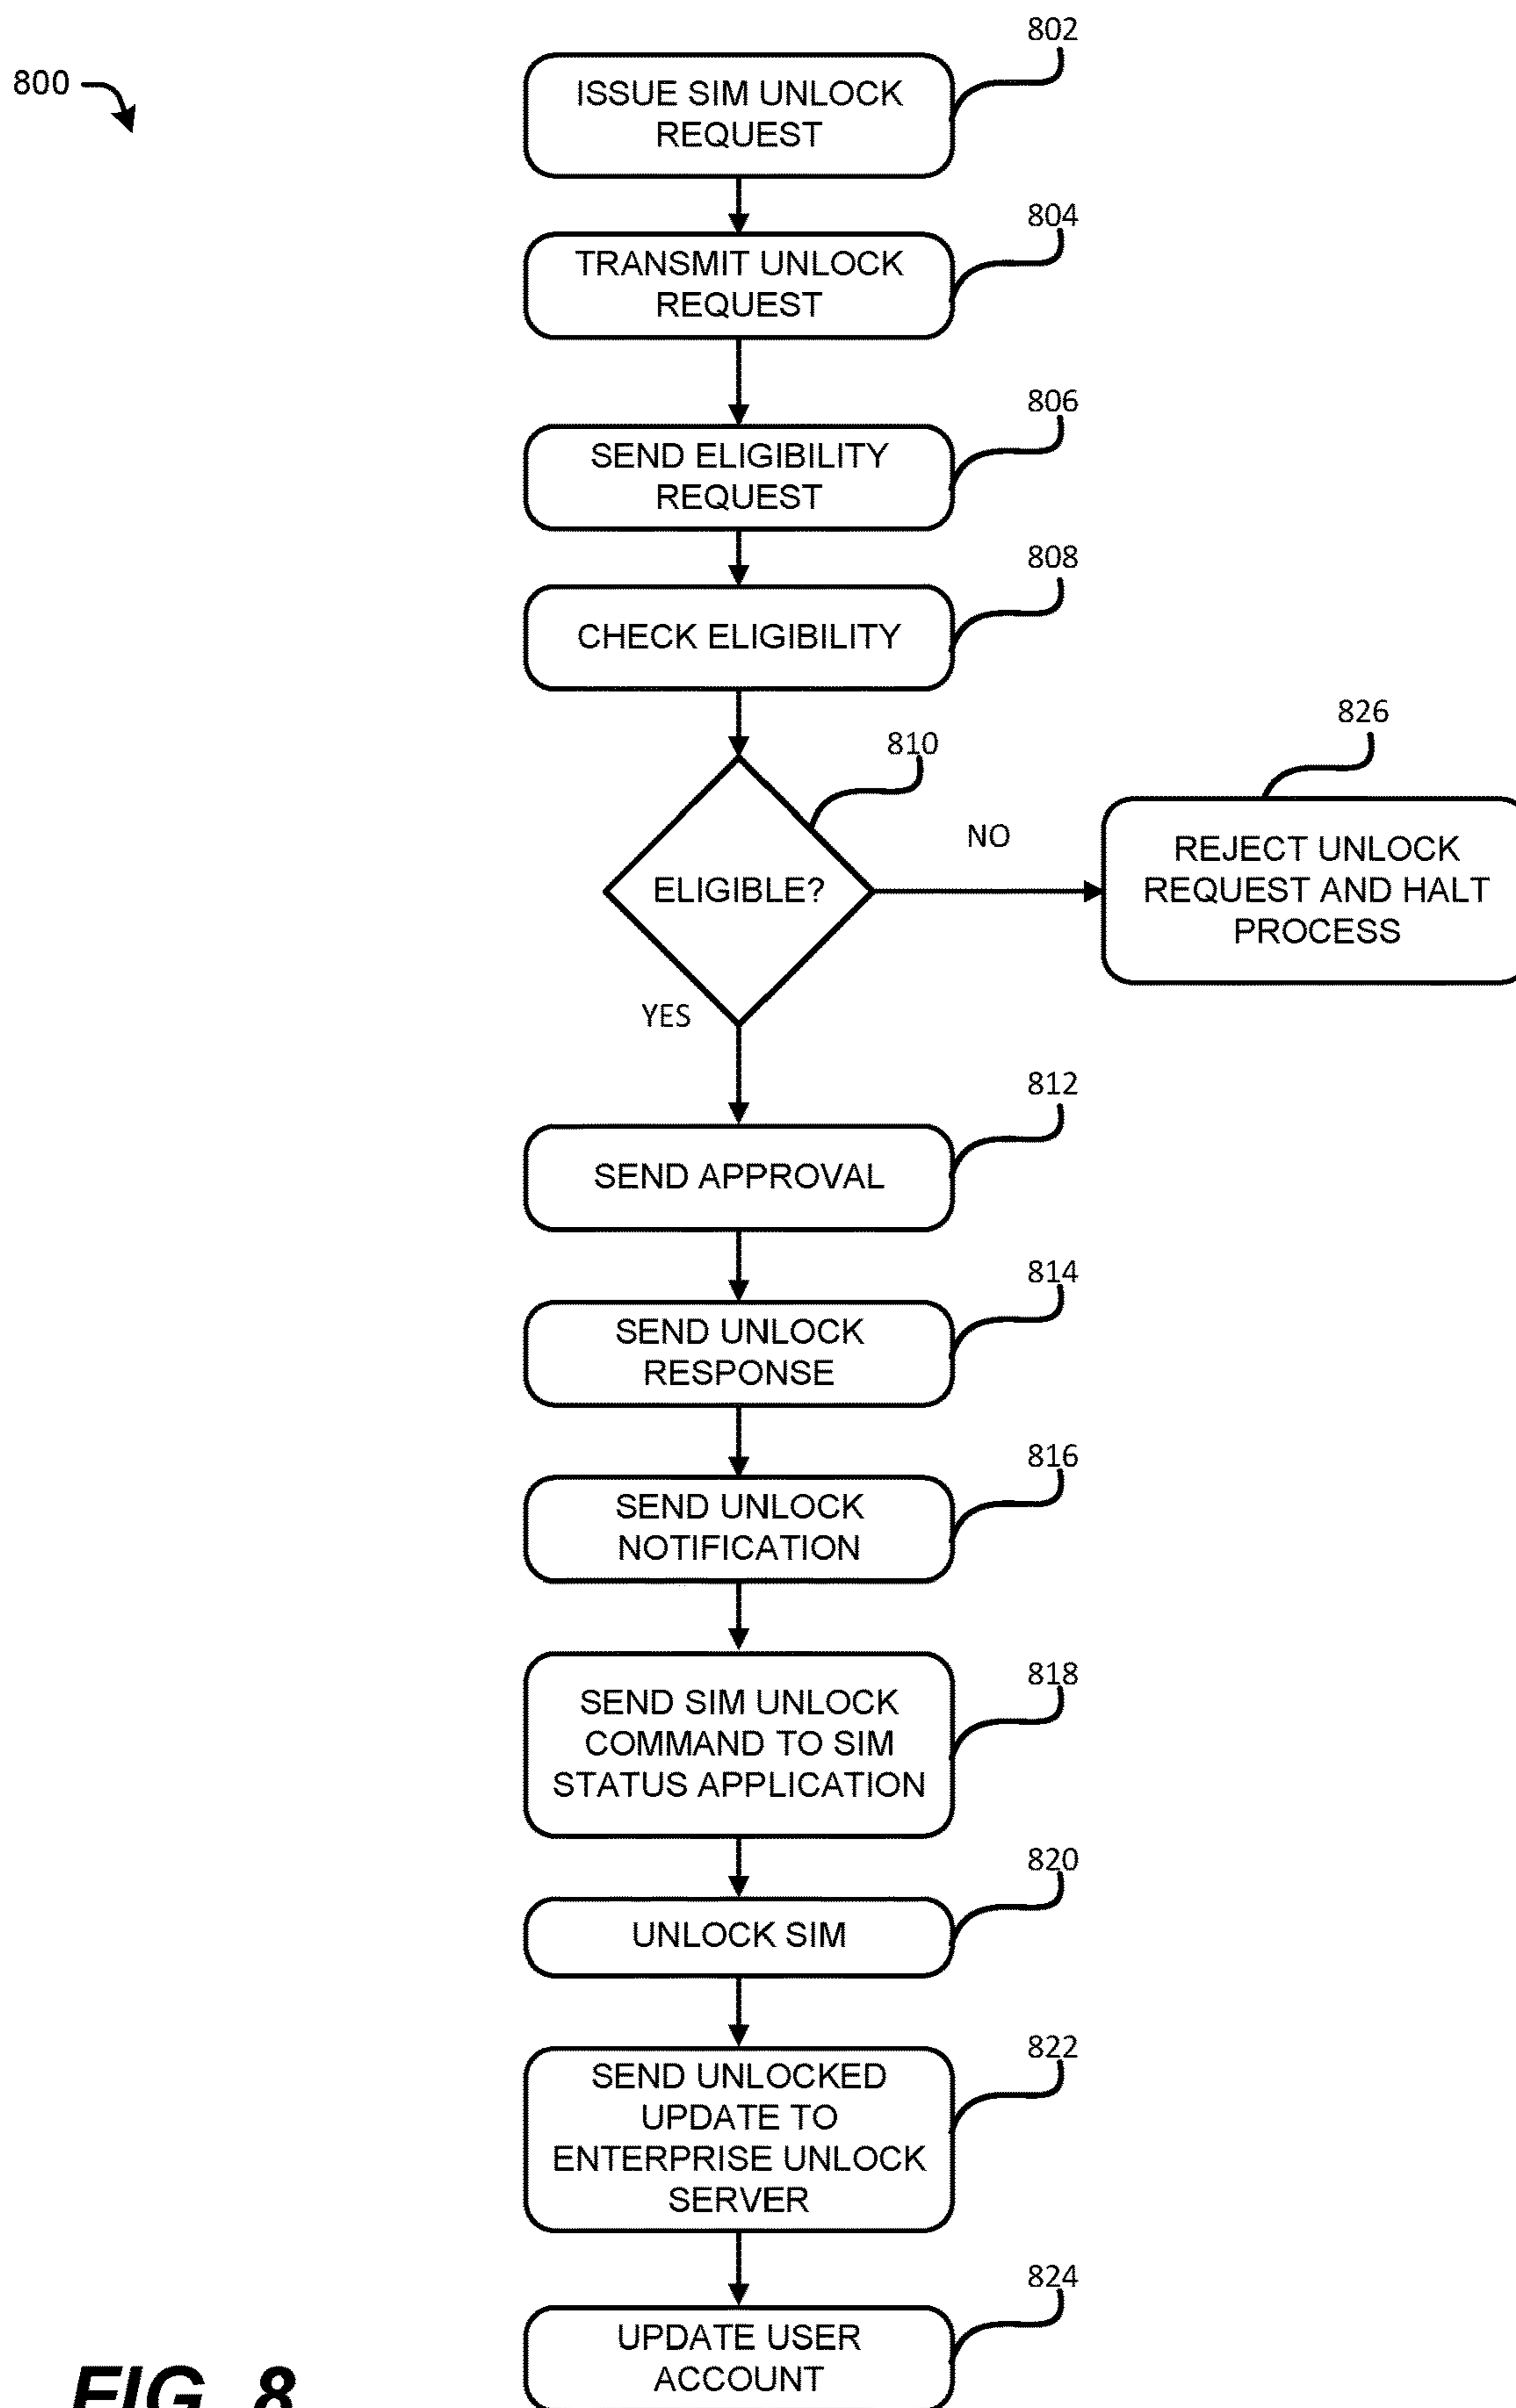 802
800
ISSUE SIM UNLOCK
REQUEST
804
TRANSMIT UNLOCK
REQUEST
806
SEND ELIGIBILITY
REQUEST
808
CHECK ELIGIBILITY
826
810
NO
REJECT UNLOCK
REQUEST AND HALT
PROCESS
ELIGIBLE?
YES
812
SEND APPROVAL
814
SEND UNLOCK
RESPONSE
816
SEND UNLOCK
NOTIFICATION
818
SEND SIM UNLOCK
COMMAND TO SIM
STATUS APPLICATION
820
UNLOCK SIM
822
SEND UNLOCKED
UPDATE TO
ENTERPRISE UNLOCK
SERVER
824
UPDATE USER
ACCOUNT
FIG. 8